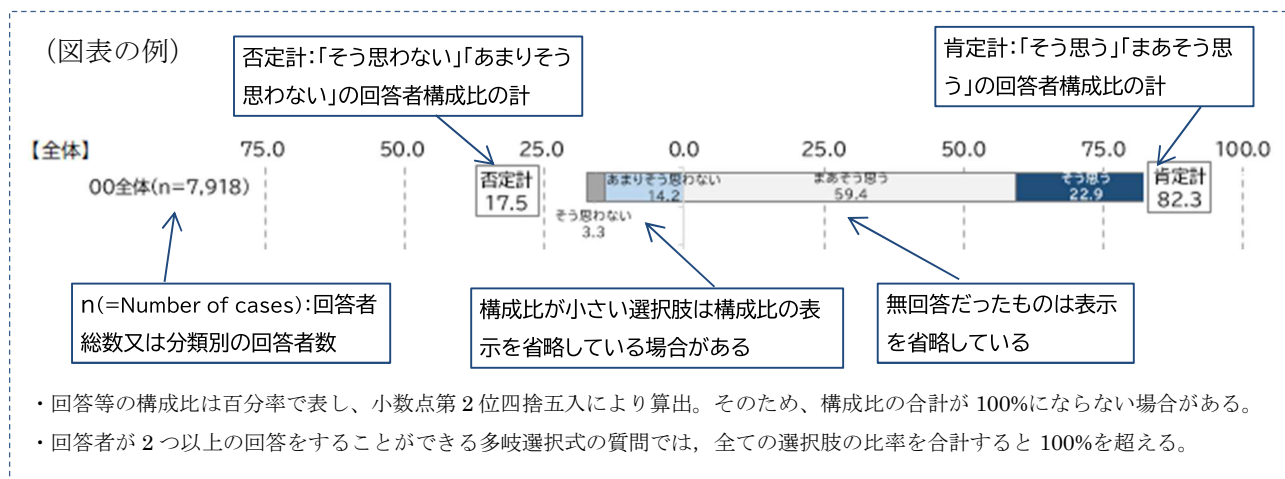 （図表の例）
否定計：「そう思わない」「あまりそう
思わない」の回答者構成比の計
肯定計：「そう思う」「まあそう思
う」の回答者構成比の計
【全体】 75.0 50.0 25.0 0.0 25.0 50.0 75.0 100.0
00全体(n=7,918)
否定計
17.5
あまりそう思わない
14.2
まあそう思う
59.4
そう思う
22.9
肯定計
82.3
そう思わない
3.3
n(=Number of cases)：回答者
総数又は分類別の回答者数
構成比が小さい選択肢は構成比の表
示を省略している場合がある
無回答だったものは表示
を省略している
・回答等の構成比は百分率で表し、小数点第 2 位四捨五入により算出。そのため、構成比の合計が 100%にならない場合がある。
・回答者が 2 つ以上の回答をすることができる多岐選択式の質問では，全ての選択肢の比率を合計すると 100%を超える。